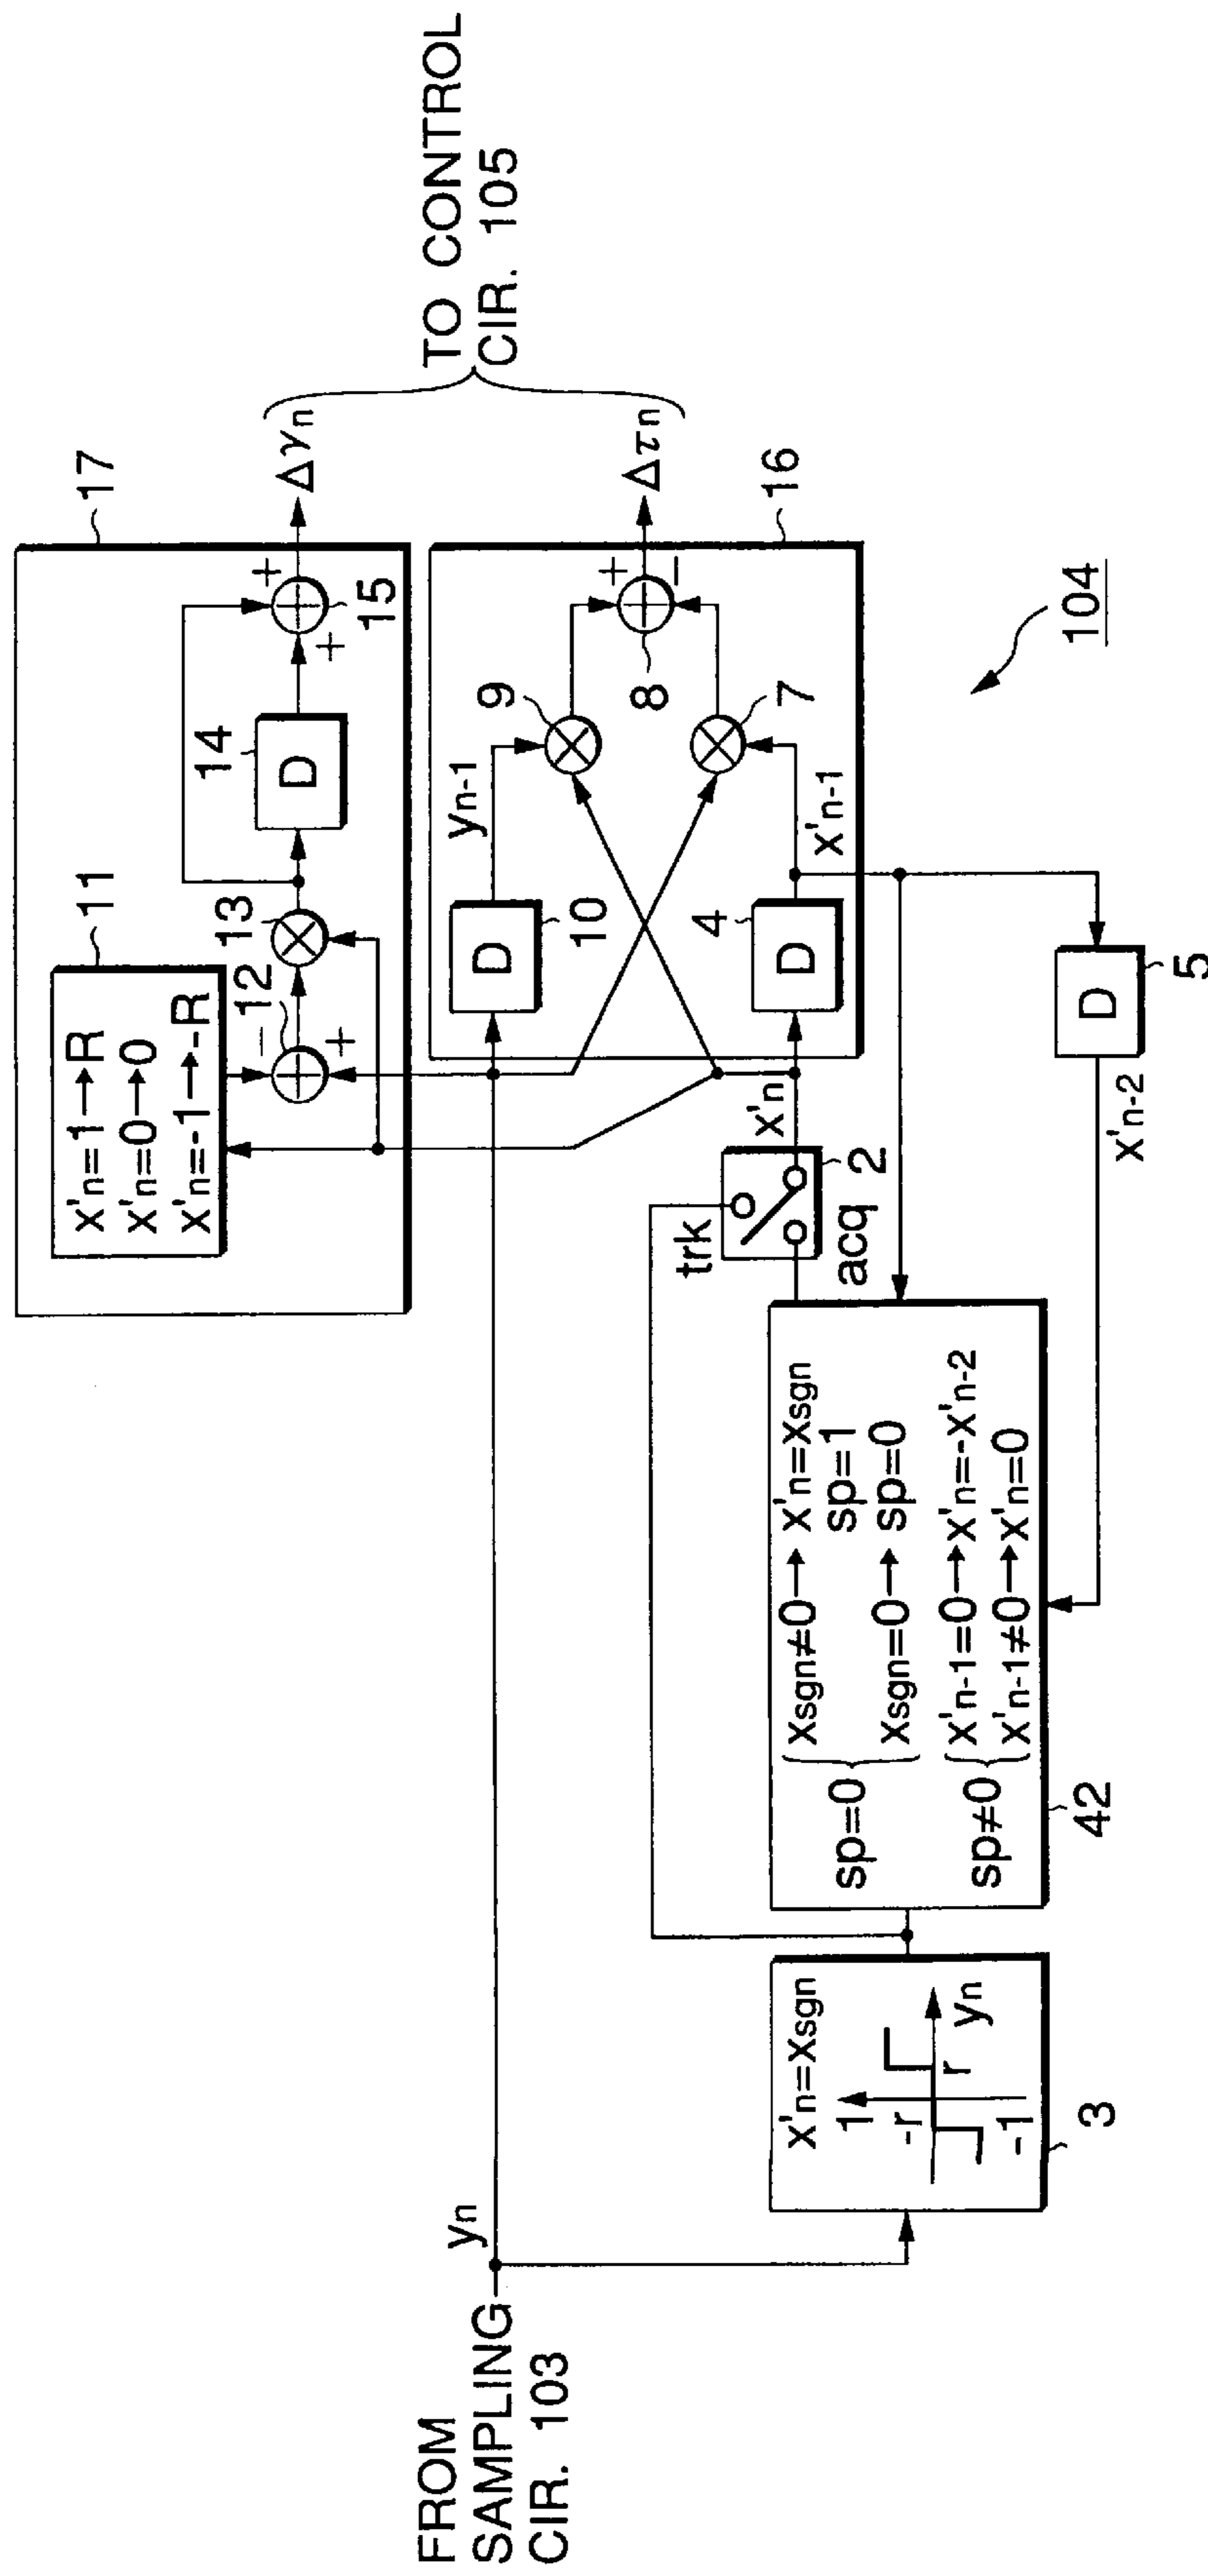 FROM
SAMPLING
CIR. 103
yn
x'n=xsgn
1
-r
r
yn
-1
3
sp=0
xsgn≠0→x'n=xsgn
sp=1
xsgn=0→sp=0
sp≠0
x'n-1=0→x'n=-x'n-2
x'n-1≠0→x'n=0
42
trk
acq
2
x'n
x'n-2
D
5
11
x'n=1→R
x'n=0→0
x'n=-1→-R
12
−
+
13
14
D
+
+
15
17
Δγn
D
10
yn-1
9
4
D
x'n-1
7
8
+
−
16
Δτn
TO CONTROL
CIR. 105
104